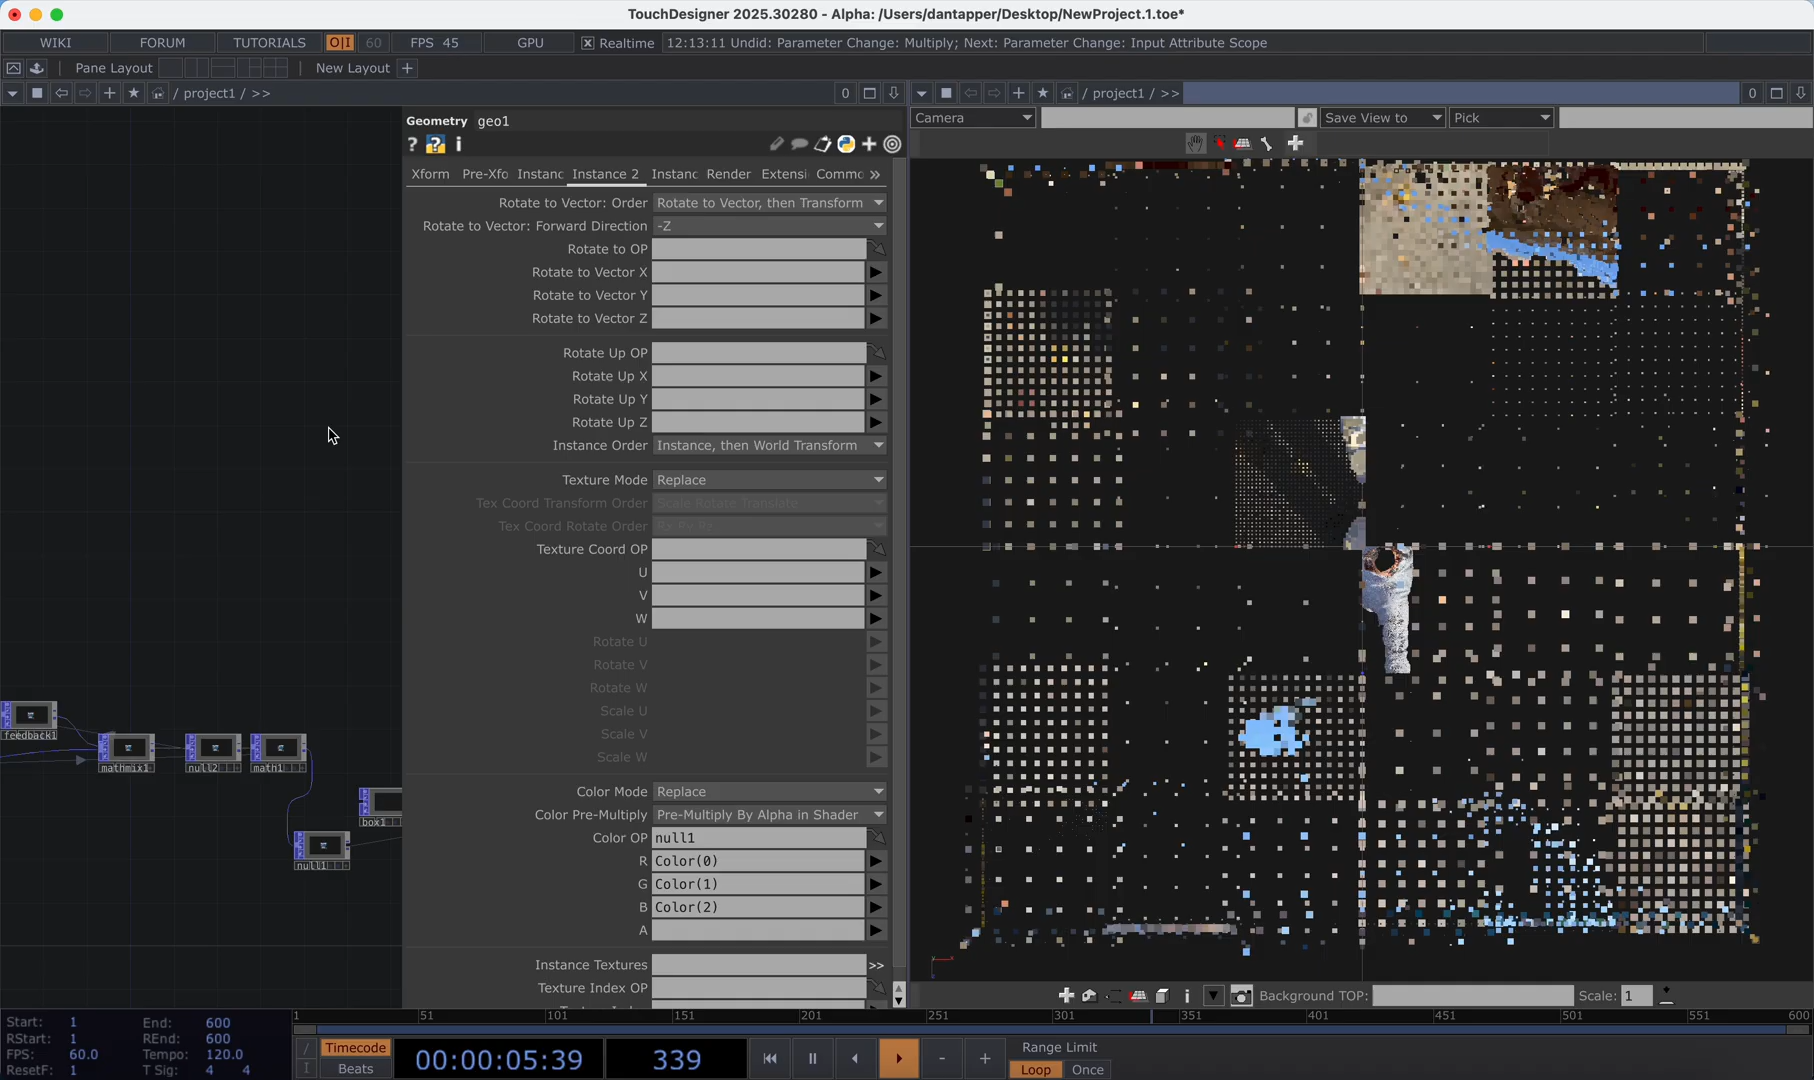 TouchDesigner 2025.30280 - Alpha: /Users/dantapper/Desktop/NewProject.1.toe*
WIKI FORUM TUTORIALS O|I 60 FPS 45 GPU Realtime 12:13:11 Undid: Parameter Change: Multiply; Next: Parameter Change: Input Attribute Scope
Pane Layout New Layout +
/ project1 / >> 0
/ project1 / >> 0
Geometry geo1
Camera Save View to Pick
? ? i
Xform Pre-Xfo Instanc Instance 2 Instanc Render Extensi Commo »
Rotate to Vector: Order Rotate to Vector, then Transform
Rotate to Vector: Forward Direction -Z
Rotate to OP
Rotate to Vector X
Rotate to Vector Y
Rotate to Vector Z
Rotate Up OP
Rotate Up X
Rotate Up Y
Rotate Up Z
Instance Order Instance, then World Transform
Texture Mode Replace
Tex Coord Transform Order Scale Rotate Translate
Tex Coord Rotate Order Rx Ry Rz
Texture Coord OP
U
V
W
Rotate U
Rotate V
Rotate W
Scale U
Scale V
Scale W
Color Mode Replace
Color Pre-Multiply Pre-Multiply By Alpha in Shader
Color OP null1
R Color(0)
G Color(1)
B Color(2)
A
Instance Textures >>
Texture Index OP
feedback1
mathmix1 null2 math1
box1
null1
i Background TOP: Scale: 1
1 51 101 151 201 251 301 351 401 451 501 551 600
Start: 1 End: 600
RStart: 1 REnd: 600
FPS: 60.0 Tempo: 120.0
ResetF: 1 T Sig: 4 4
Timecode
Beats
00:00:05:39 339
- +
Range Limit
Loop Once